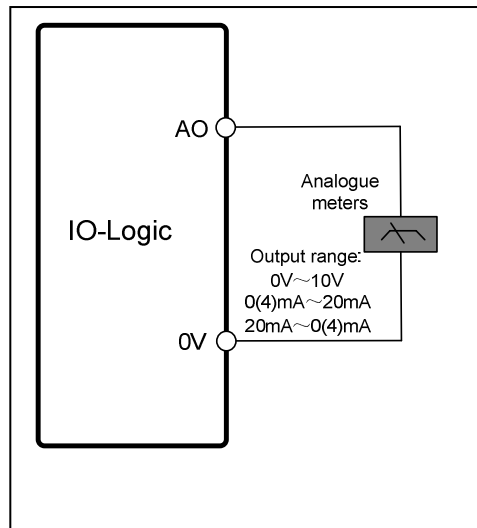 AO
Analogue
meters
IO-Logic
Output range:
0V～10V
0(4)mA～20mA
20mA～0(4)mA
0V